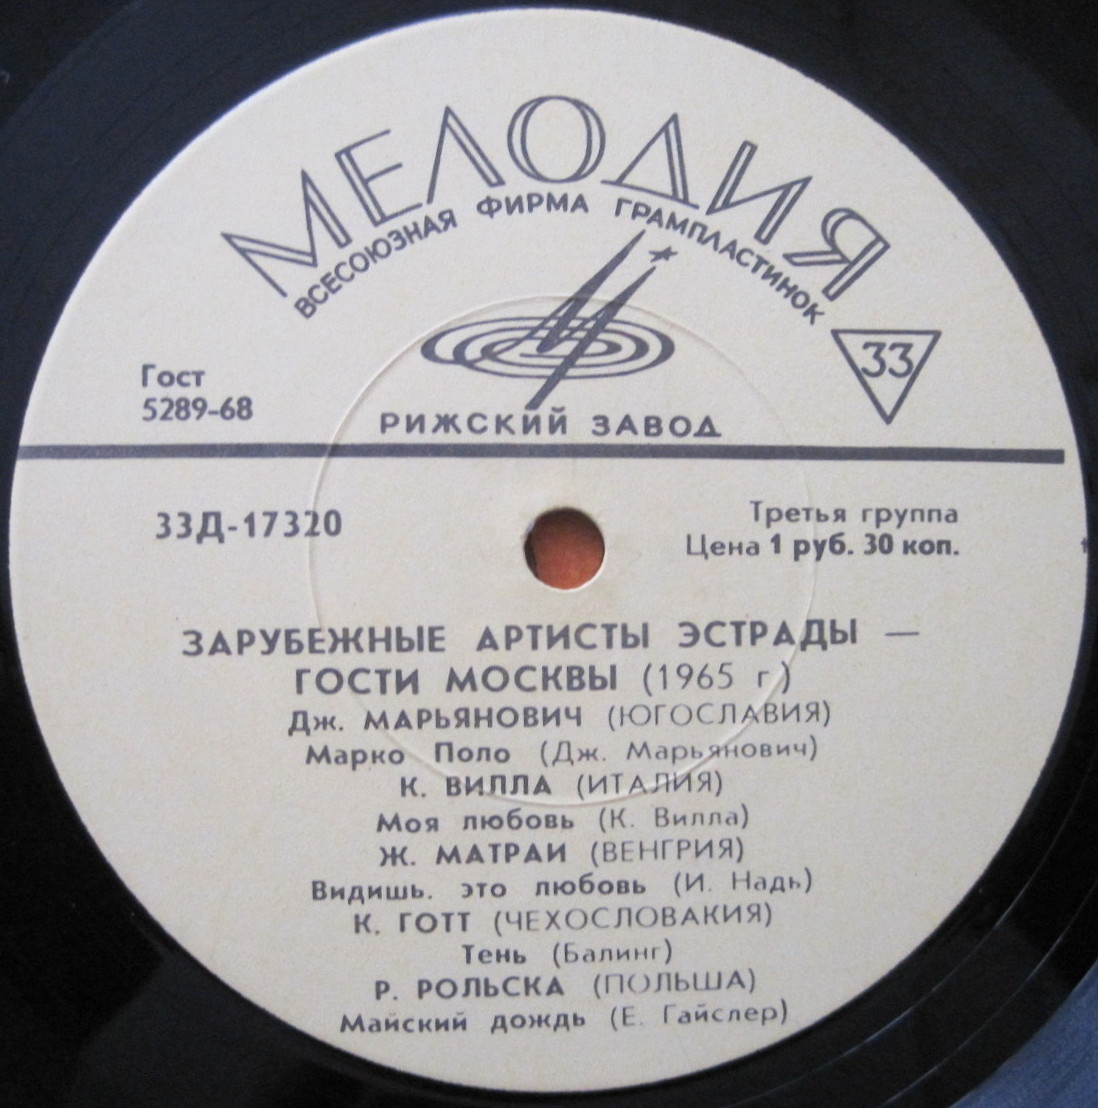 МЕЛОДИЯ
ВСЕСОЮЗНАЯ ФИРМА ГРАМПЛАСТИНОК
33
Гост
5289-68
РИЖСКИЙ ЗАВОД
33Д-17320
Третья группа
Цена 1 руб. 30 коп.
ЗАРУБЕЖНЫЕ АРТИСТЫ ЭСТРАДЫ —
ГОСТИ МОСКВЫ (1965 г.)
Дж. МАРЬЯНОВИЧ (ЮГОСЛАВИЯ)
Марко Поло (Дж. Марьянович)
К. ВИЛЛА (ИТАЛИЯ)
Моя любовь (К. Вилла)
Ж. МАТРАИ (ВЕНГРИЯ)
Видишь. это любовь (И. Надь)
К. ГОТТ (ЧЕХОСЛОВАКИЯ)
Тень (Балинг)
Р. РОЛЬСКА (ПОЛЬША)
Майский дождь (Е. Гайслер)